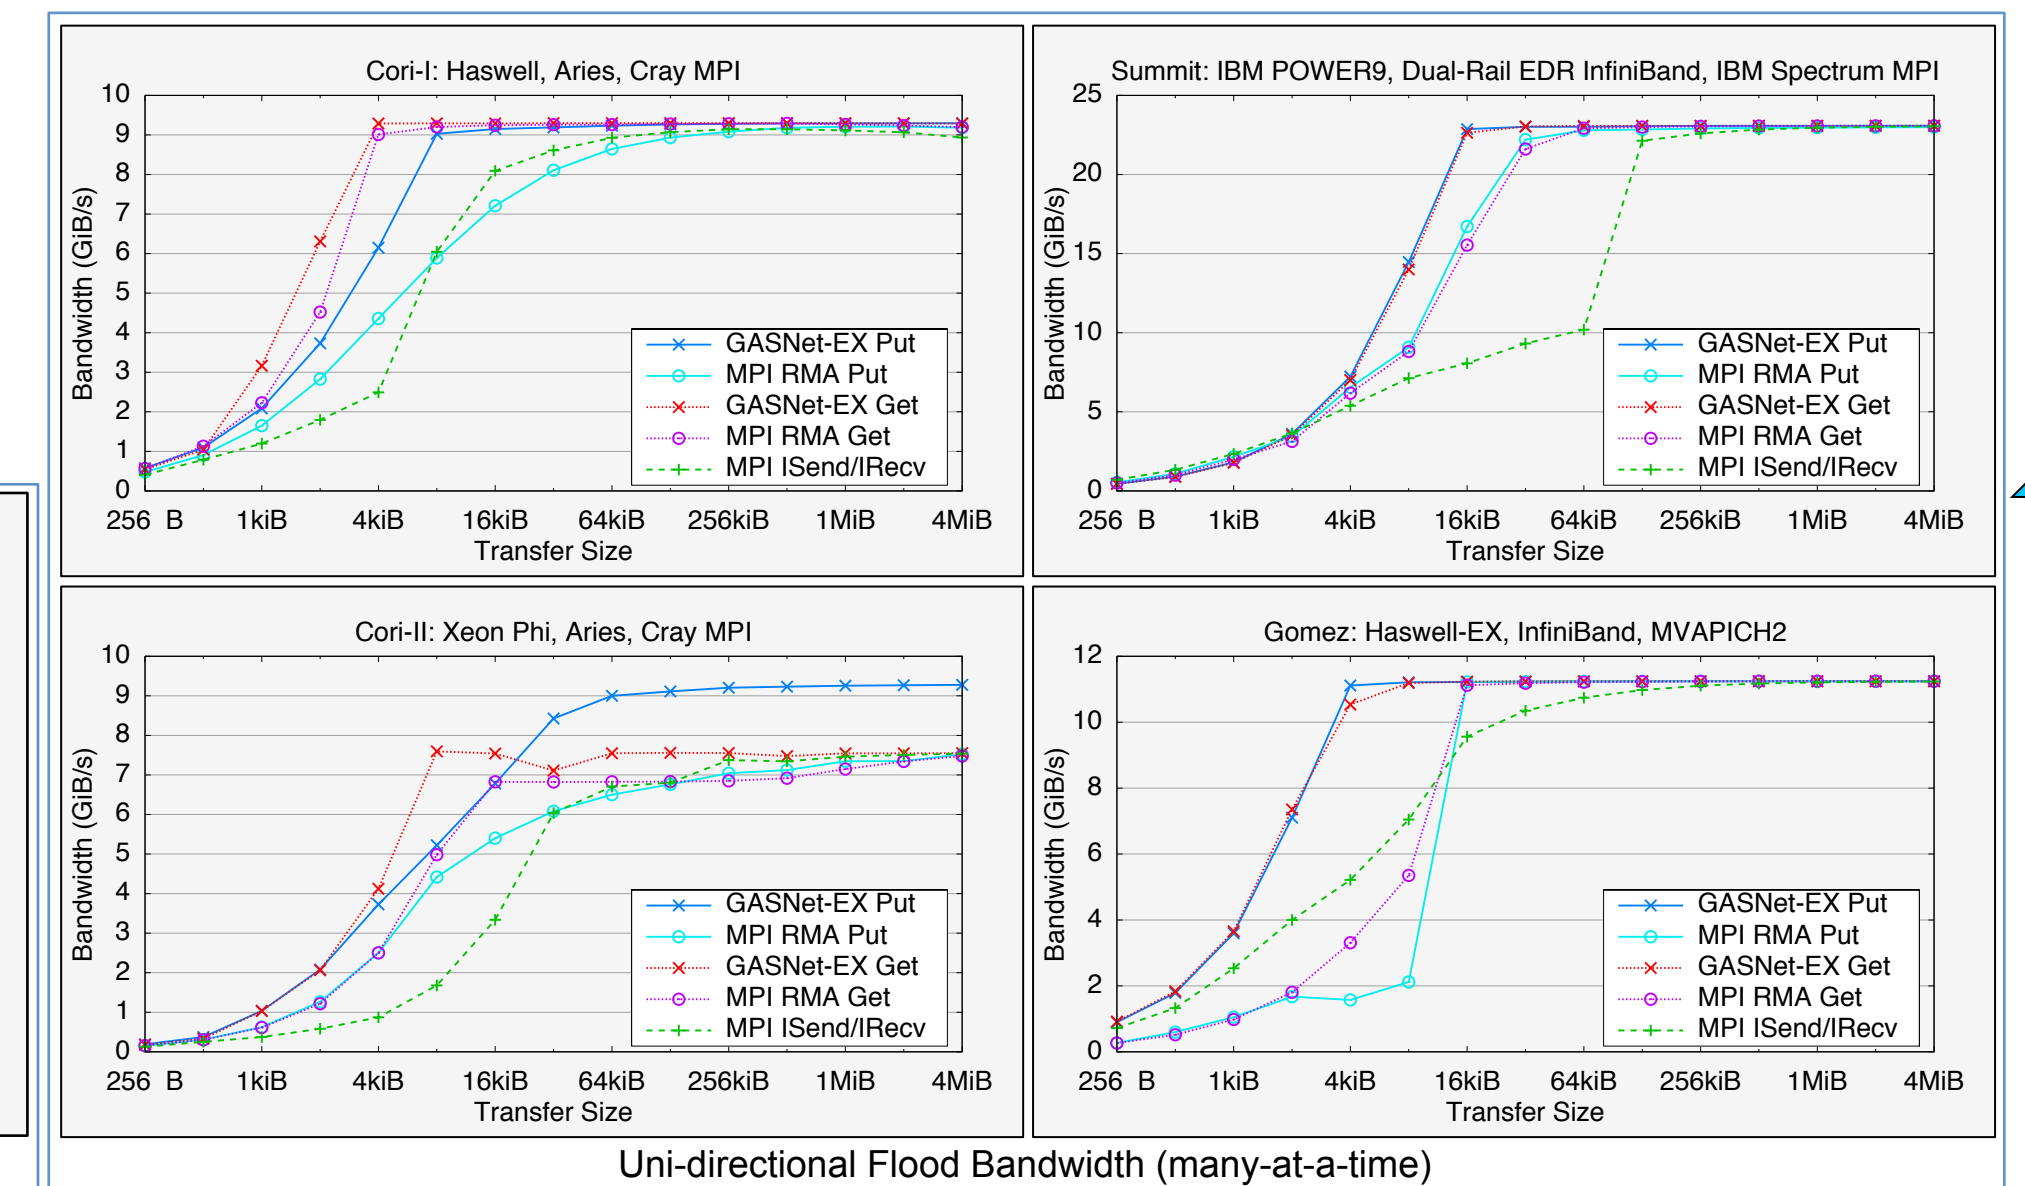 Cori-I: Haswell, Aries, Cray MPI
10
9
8
7
6
5
4
3
2
1
0
Bandwidth (GiB/s)
GASNet-EX Put
MPI RMA Put
GASNet-EX Get
MPI RMA Get
MPI ISend/IRecv
256 B 1kiB 4kiB 16kiB 64kiB 256kiB 1MiB 4MiB
Transfer Size
Summit: IBM POWER9, Dual-Rail EDR InfiniBand, IBM Spectrum MPI
25
20
15
10
5
0
Bandwidth (GiB/s)
GASNet-EX Put
MPI RMA Put
GASNet-EX Get
MPI RMA Get
MPI ISend/IRecv
256 B 1kiB 4kiB 16kiB 64kiB 256kiB 1MiB 4MiB
Transfer Size
Cori-II: Xeon Phi, Aries, Cray MPI
10
9
8
7
6
5
4
3
2
1
0
Bandwidth (GiB/s)
GASNet-EX Put
MPI RMA Put
GASNet-EX Get
MPI RMA Get
MPI ISend/IRecv
256 B 1kiB 4kiB 16kiB 64kiB 256kiB 1MiB 4MiB
Transfer Size
Gomez: Haswell-EX, InfiniBand, MVAPICH2
12
10
8
6
4
2
0
Bandwidth (GiB/s)
GASNet-EX Put
MPI RMA Put
GASNet-EX Get
MPI RMA Get
MPI ISend/IRecv
256 B 1kiB 4kiB 16kiB 64kiB 256kiB 1MiB 4MiB
Transfer Size
Uni-directional Flood Bandwidth (many-at-a-time)